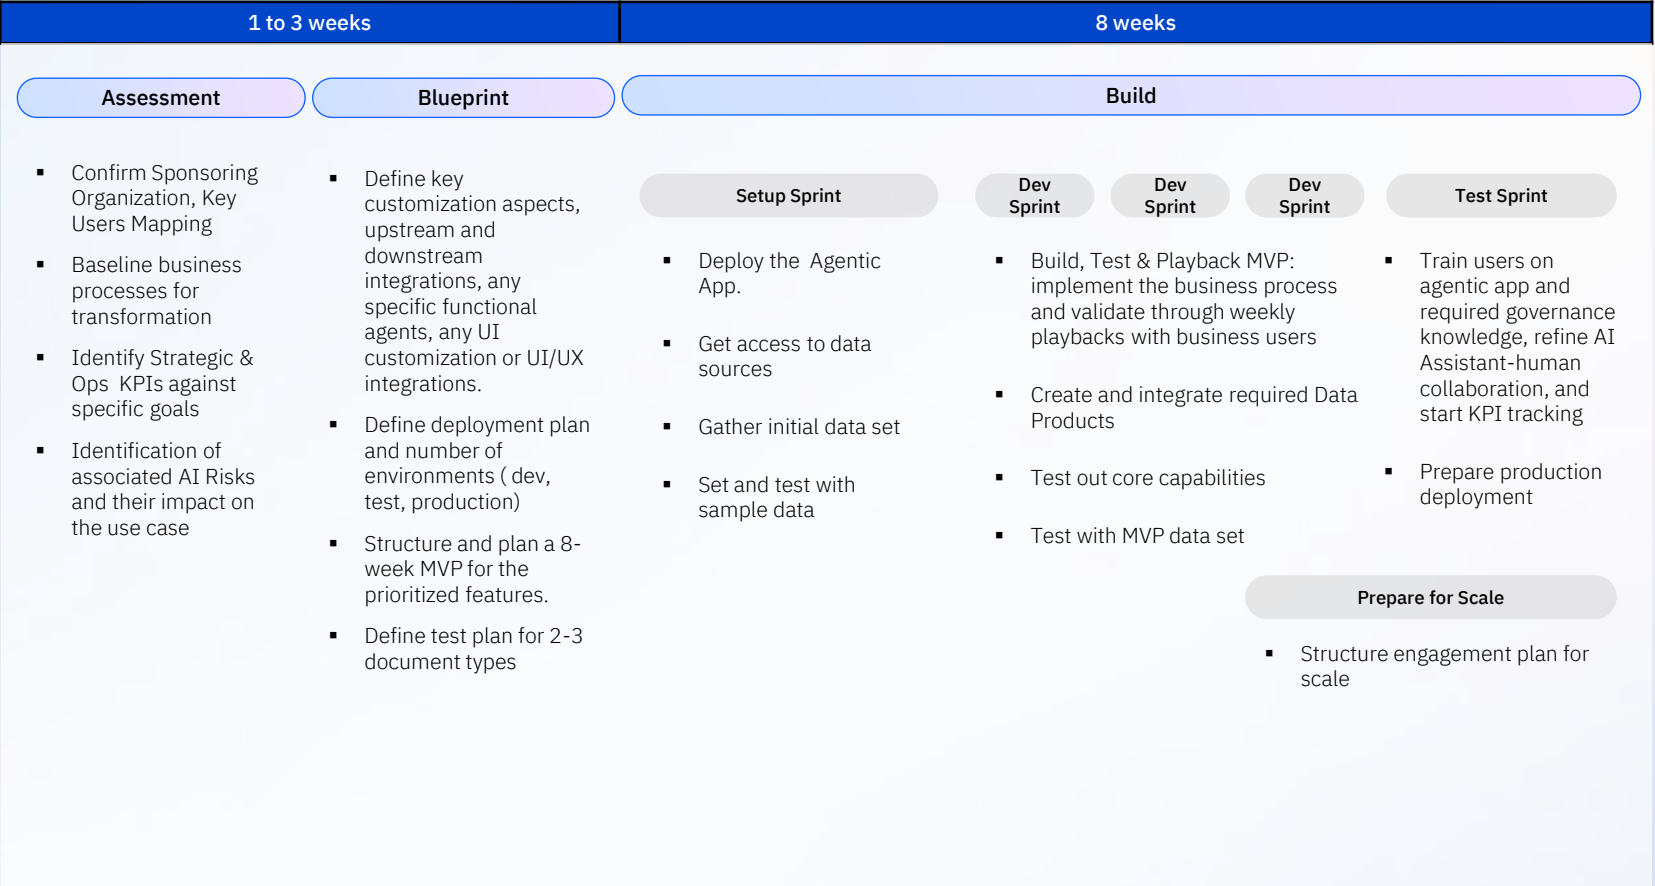 1 to 3 weeks
8 weeks
Assessment
Blueprint
Build
▪ Confirm Sponsoring
Organization, Key
Users Mapping
▪ Baseline business
processes for
transformation
▪ Identify Strategic &
Ops  KPIs against
specific goals
▪ Identification of
associated AI Risks
and their impact on
the use case
▪ Define key
customization aspects,
upstream and
downstream
integrations, any
specific functional
agents, any UI
customization or UI/UX
integrations.
▪ Define deployment plan
and number of
environments ( dev,
test, production)
▪ Structure and plan a 8-
week MVP for the
prioritized features.
▪ Define test plan for 2-3
document types
Setup Sprint
▪ Deploy the  Agentic
App.
▪ Get access to data
sources
▪ Gather initial data set
▪ Set and test with
sample data
Dev
Sprint
Dev
Sprint
Dev
Sprint
▪ Build, Test & Playback MVP:
implement the business process
and validate through weekly
playbacks with business users
▪ Create and integrate required Data
Products
▪ Test out core capabilities
▪ Test with MVP data set
Test Sprint
▪ Train users on
agentic app and
required governance
knowledge, refine AI
Assistant-human
collaboration, and
start KPI tracking
▪ Prepare production
deployment
Prepare for Scale
▪ Structure engagement plan for
scale